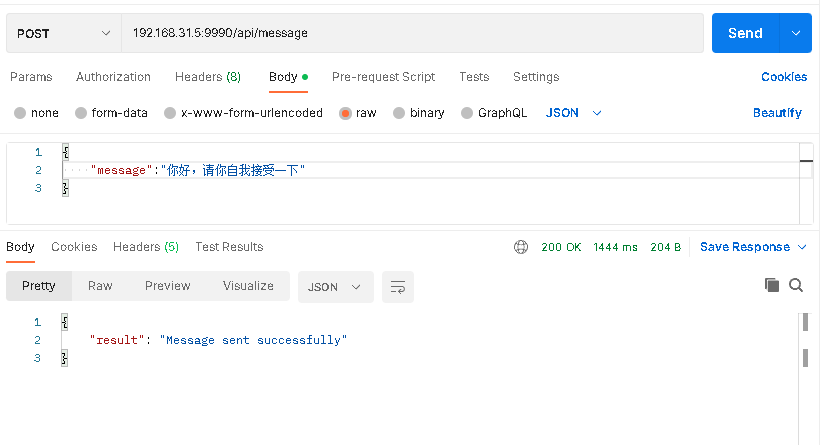 POST 192.168.31.5:9990/api/message Send
Params Authorization Headers (8) Body Pre-request Script Tests Settings Cookies
none form-data x-www-form-urlencoded raw binary GraphQL JSON Beautify
1 {
2 "message":"你好，请你自我接受一下"
3 }
Body Cookies Headers (5) Test Results 200 OK 1444 ms 204 B Save Response
Pretty Raw Preview Visualize JSON
1 {
2 "result": "Message sent successfully"
3 }